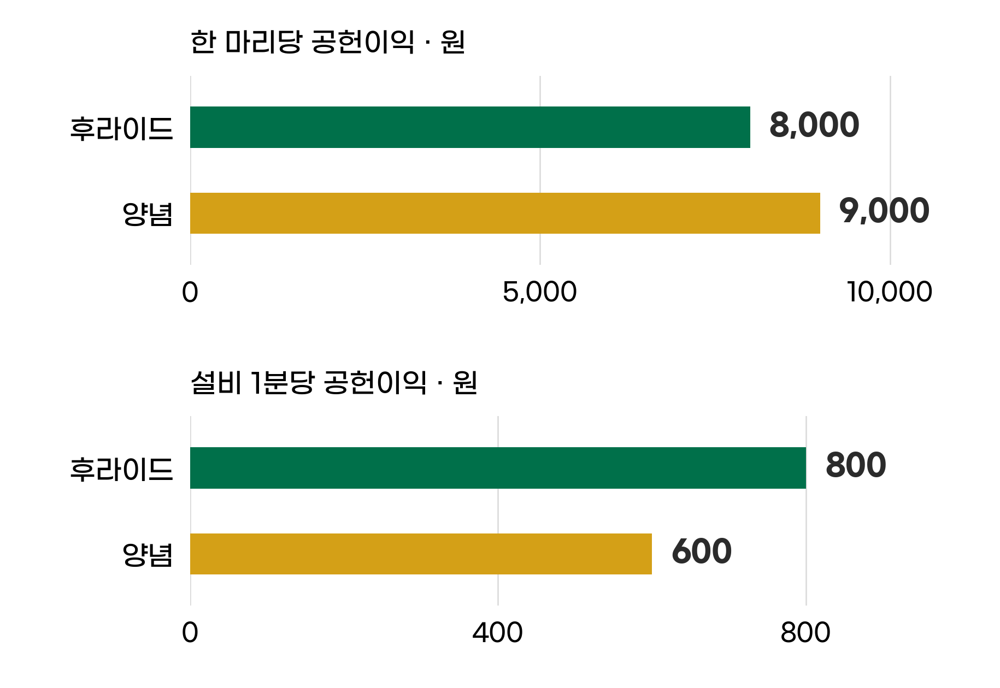 한 마리당 공헌이익 · 원
후라이드 8,000
양념 9,000
0 5,000 10,000
설비 1분당 공헌이익 · 원
후라이드 800
양념 600
0 400 800